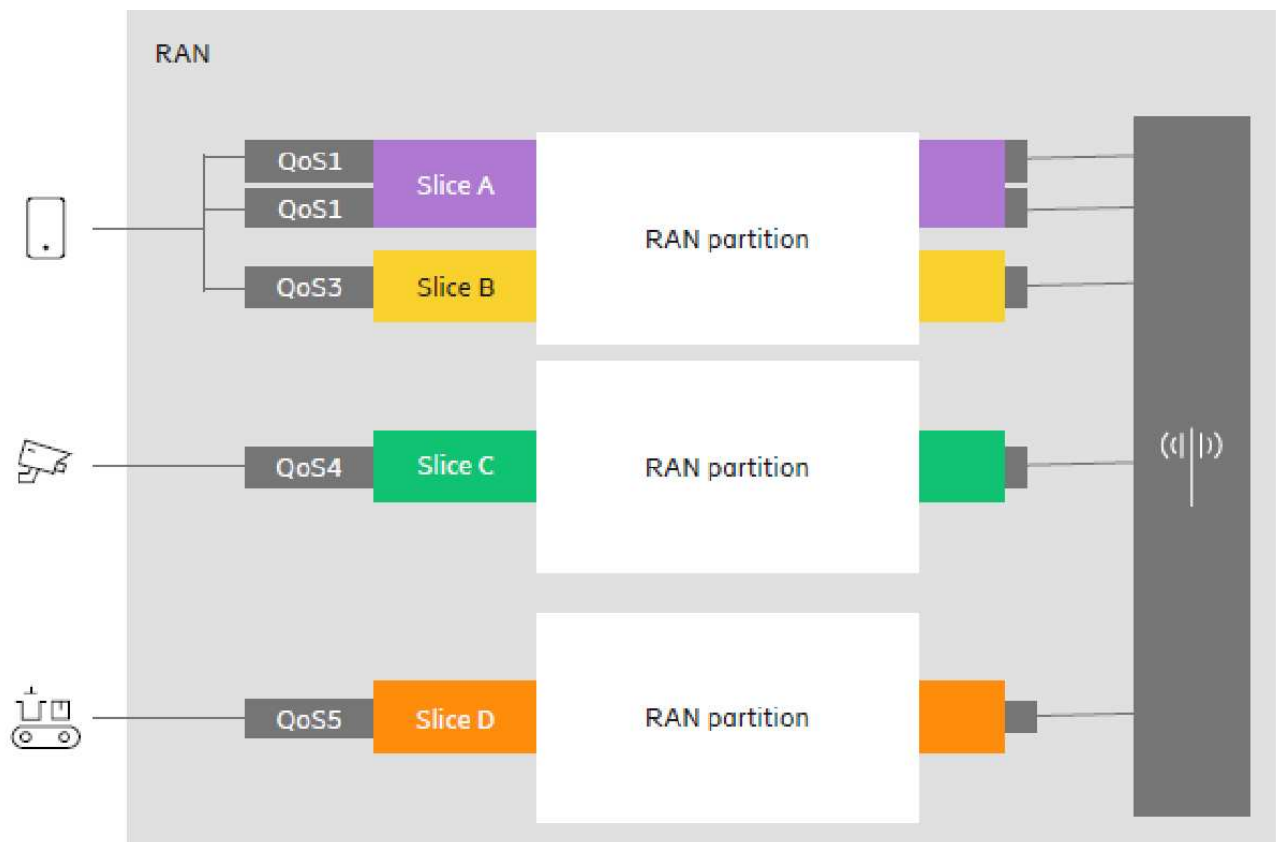 RAN
QoS1
Slice A
QoS1
RAN partition
QoS3
Slice B
QoS4
Slice C
RAN partition
QoS5
Slice D
RAN partition